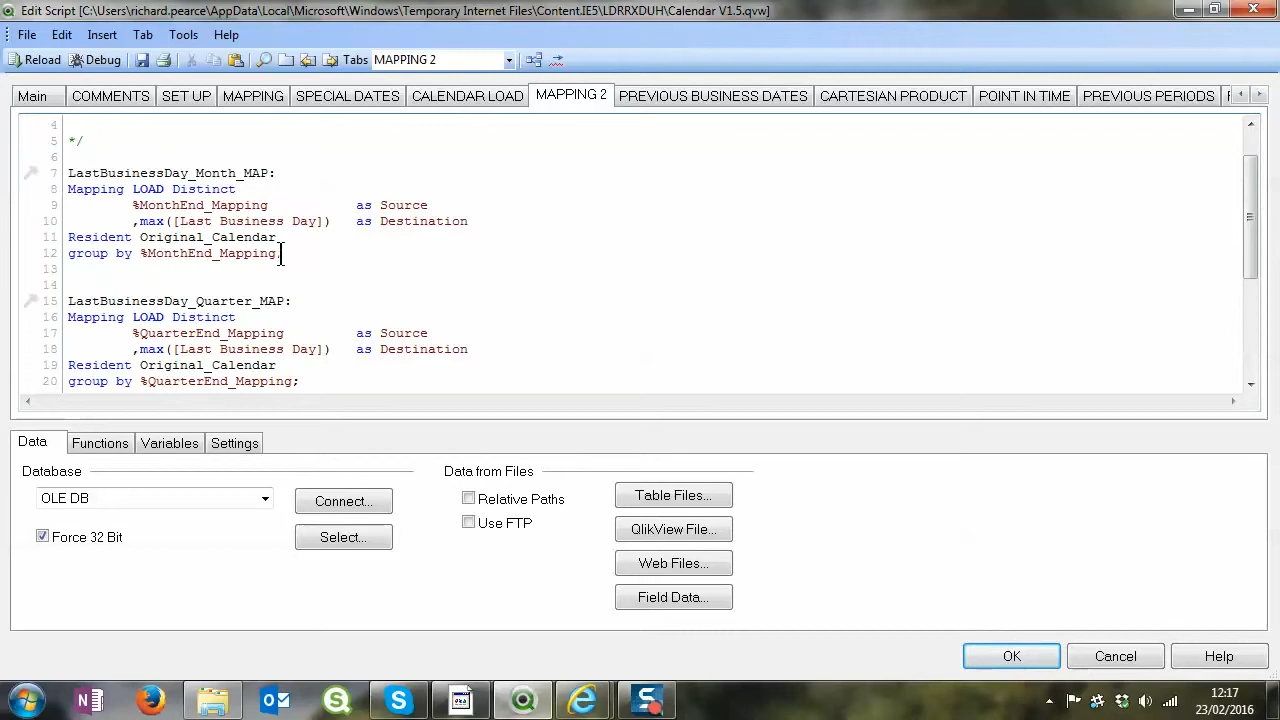 Edit Script [C:\Users\richard.pearce\AppData\Local\Microsoft\Windows\Temporary Internet Files\Content.IE5\LDRRXDUH\Calendar V1.5.qvw]
File Edit Insert Tab Tools Help
Reload Debug Tabs MAPPING 2
Main COMMENTS SET UP MAPPING SPECIAL DATES CALENDAR LOAD MAPPING 2 PREVIOUS BUSINESS DATES CARTESIAN PRODUCT POINT IN TIME PREVIOUS PERIODS
4
5 */
6
7 LastBusinessDay_Month_MAP:
8 Mapping LOAD Distinct
9 %MonthEnd_Mapping as Source
10 ,max([Last Business Day]) as Destination
11 Resident Original_Calendar
12 group by %MonthEnd_Mapping;
13
14
15 LastBusinessDay_Quarter_MAP:
16 Mapping LOAD Distinct
17 %QuarterEnd_Mapping as Source
18 ,max([Last Business Day]) as Destination
19 Resident Original_Calendar
20 group by %QuarterEnd_Mapping;
Data Functions Variables Settings
Database Data from Files
OLE DB Connect... Relative Paths Table Files...
Use FTP QlikView File...
Force 32 Bit Select... Web Files...
Field Data...
OK Cancel Help
12:17
23/02/2016